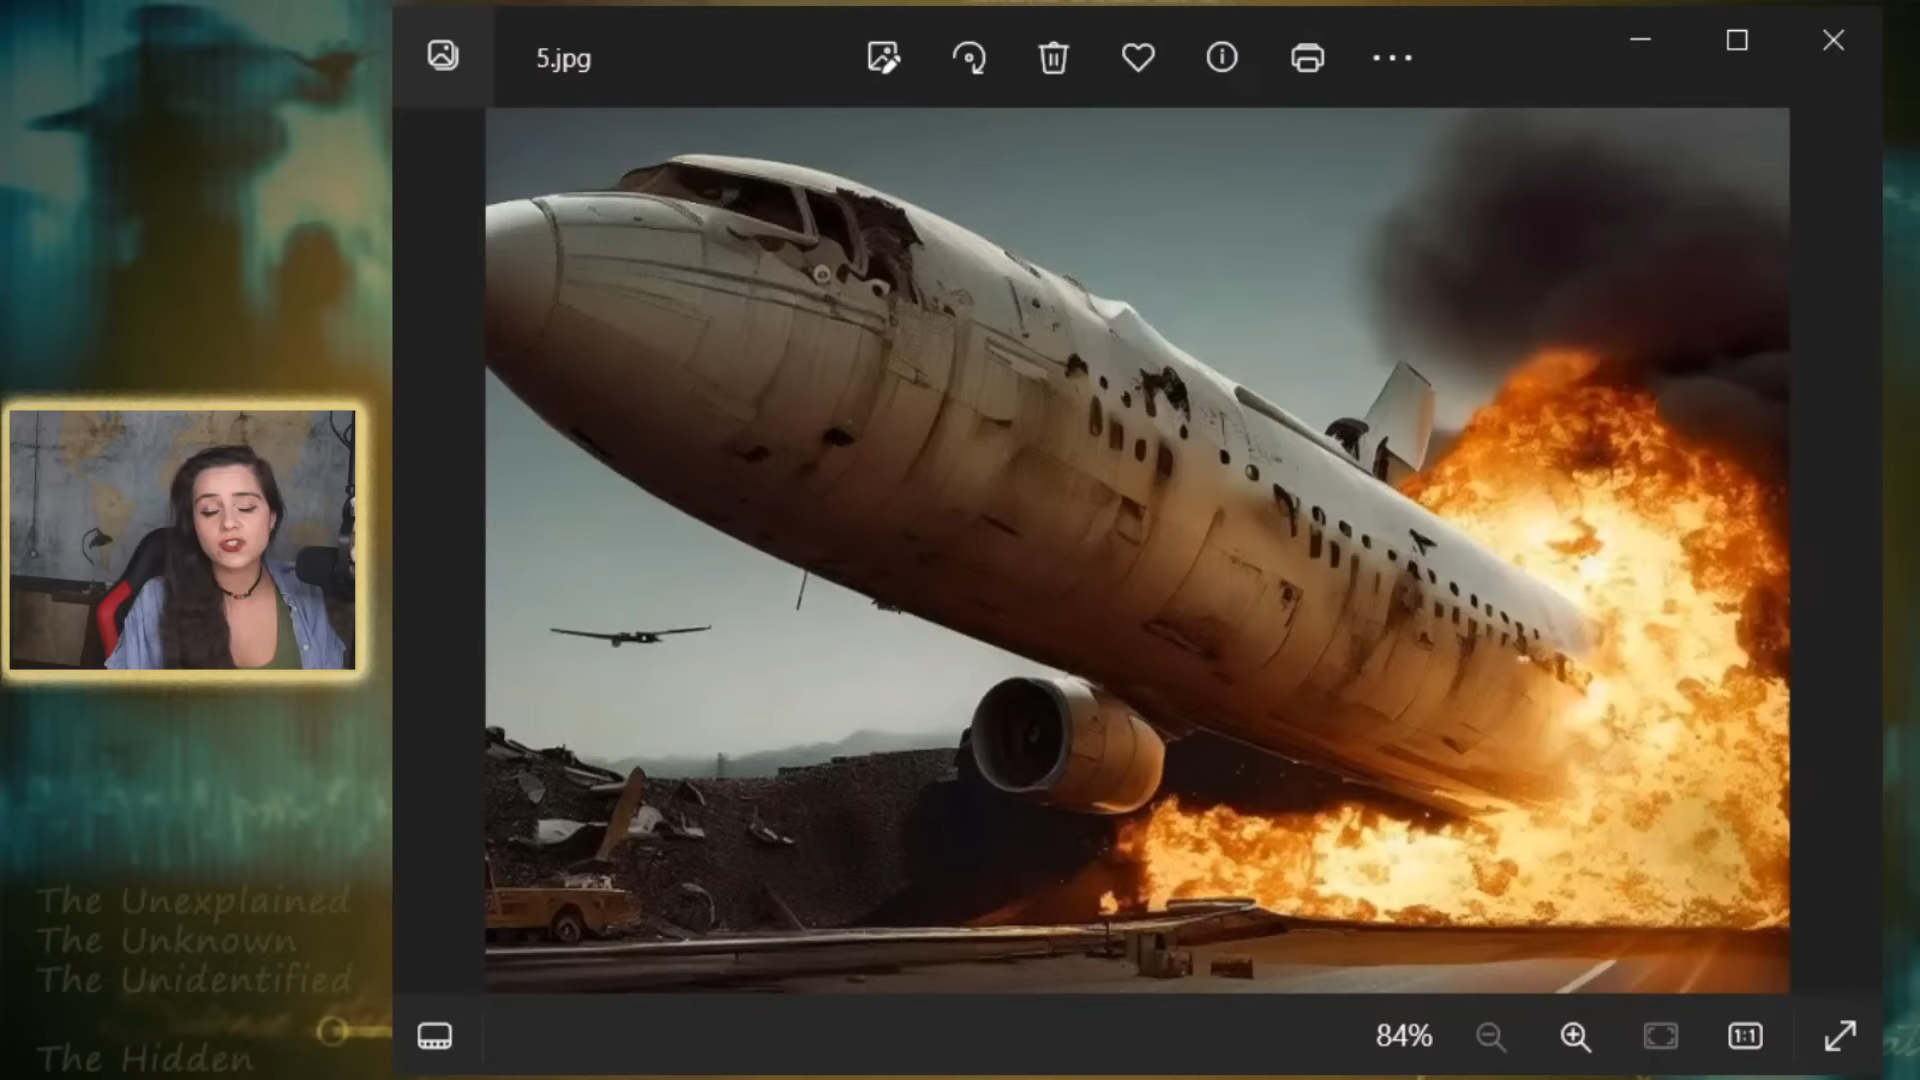 5.jpg
The Unexplained
The Unknown
The Unidentified
The Hidden
84%
1:1